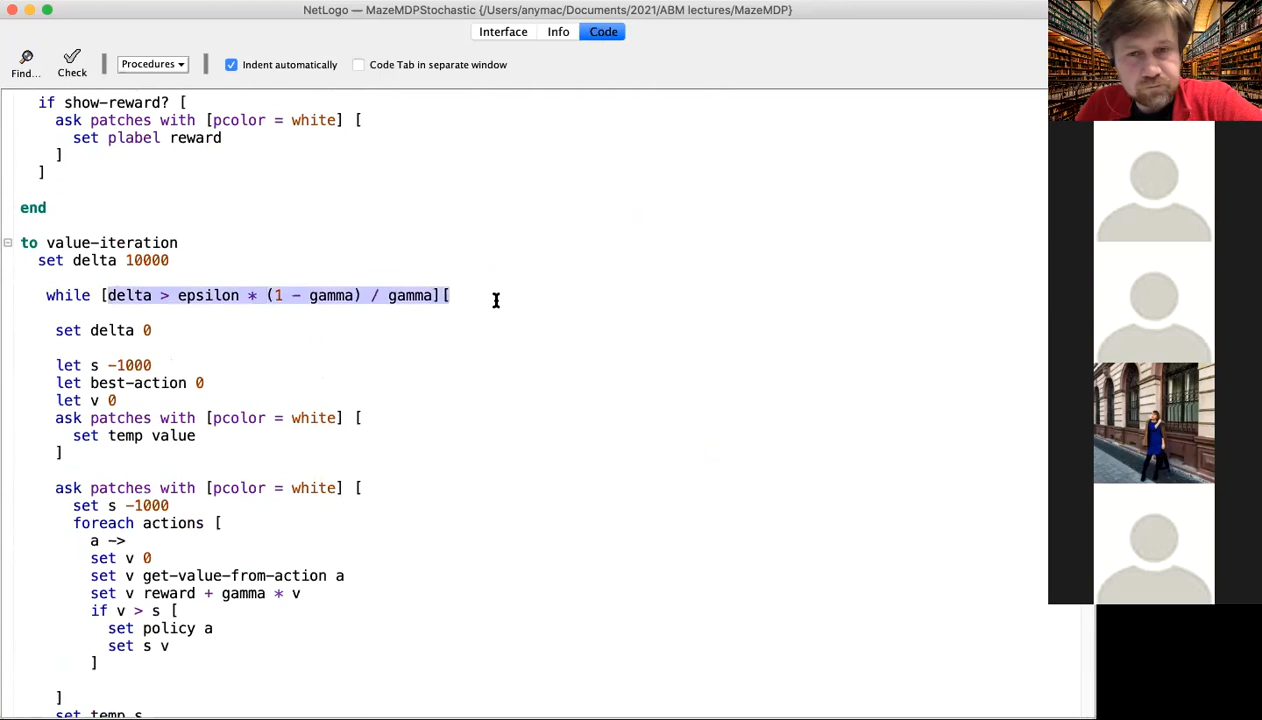 NetLogo — MazeMDPStochastic {/Users/anymac/Documents/2021/ABM lectures/MazeMDP}
Interface Info Code
Find... Check Procedures Indent automatically Code Tab in separate window
if show-reward? [
ask patches with [pcolor = white] [
set plabel reward
]
]
end
to value-iteration
set delta 10000
while [delta > epsilon * (1 - gamma) / gamma][
set delta 0
let s -1000
let best-action 0
let v 0
ask patches with [pcolor = white] [
set temp value
]
ask patches with [pcolor = white] [
set s -1000
foreach actions [
a ->
set v 0
set v get-value-from-action a
set v reward + gamma * v
if v > s [
set policy a
set s v
]
]
set temp s